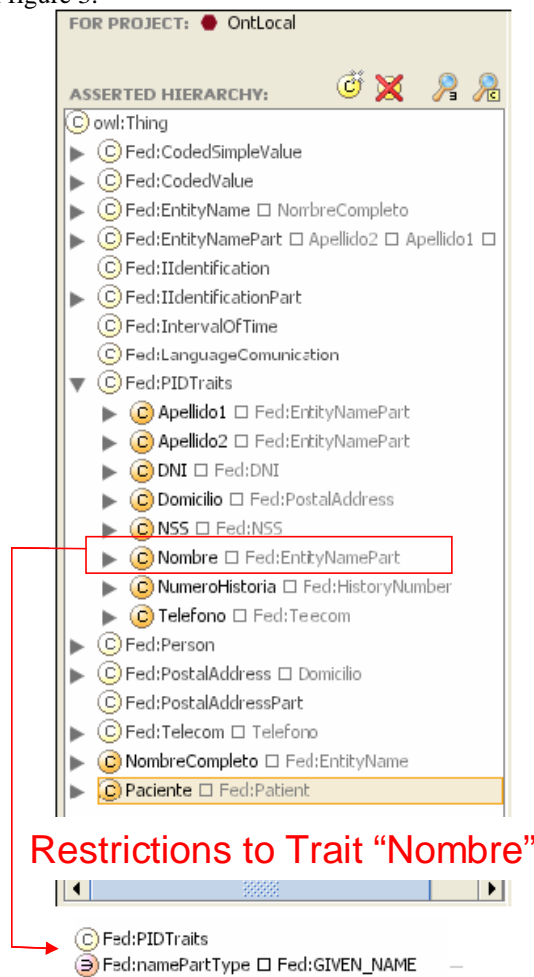 FOR PROJECT: OntLocal
ASSERTED HIERARCHY:
owl:Thing
Fed:CodedSimpleValue
Fed:CodedValue
Fed:EntityName □ NombreCompleto
Fed:EntityNamePart □ Apellido2 □ Apellido1 □
Fed:IIdentification
Fed:IIdentificationPart
Fed:IntervalOfTime
Fed:LanguageComunication
Fed:PIDTraits
Apellido1 □ Fed:EntityNamePart
Apellido2 □ Fed:EntityNamePart
DNI □ Fed:DNI
Domicilio □ Fed:PostalAddress
NSS □ Fed:NSS
Nombre □ Fed:EntityNamePart
NumeroHistoria □ Fed:HistoryNumber
Telefono □ Fed:Teecom
Fed:Person
Fed:PostalAddress □ Domicilio
Fed:PostalAddressPart
Fed:Telecom □ Telefono
NombreCompleto □ Fed:EntityName
Paciente □ Fed:Patient
Restrictions to Trait “Nombre”
Fed:PIDTraits
Fed:namePartType □ Fed:GIVEN_NAME